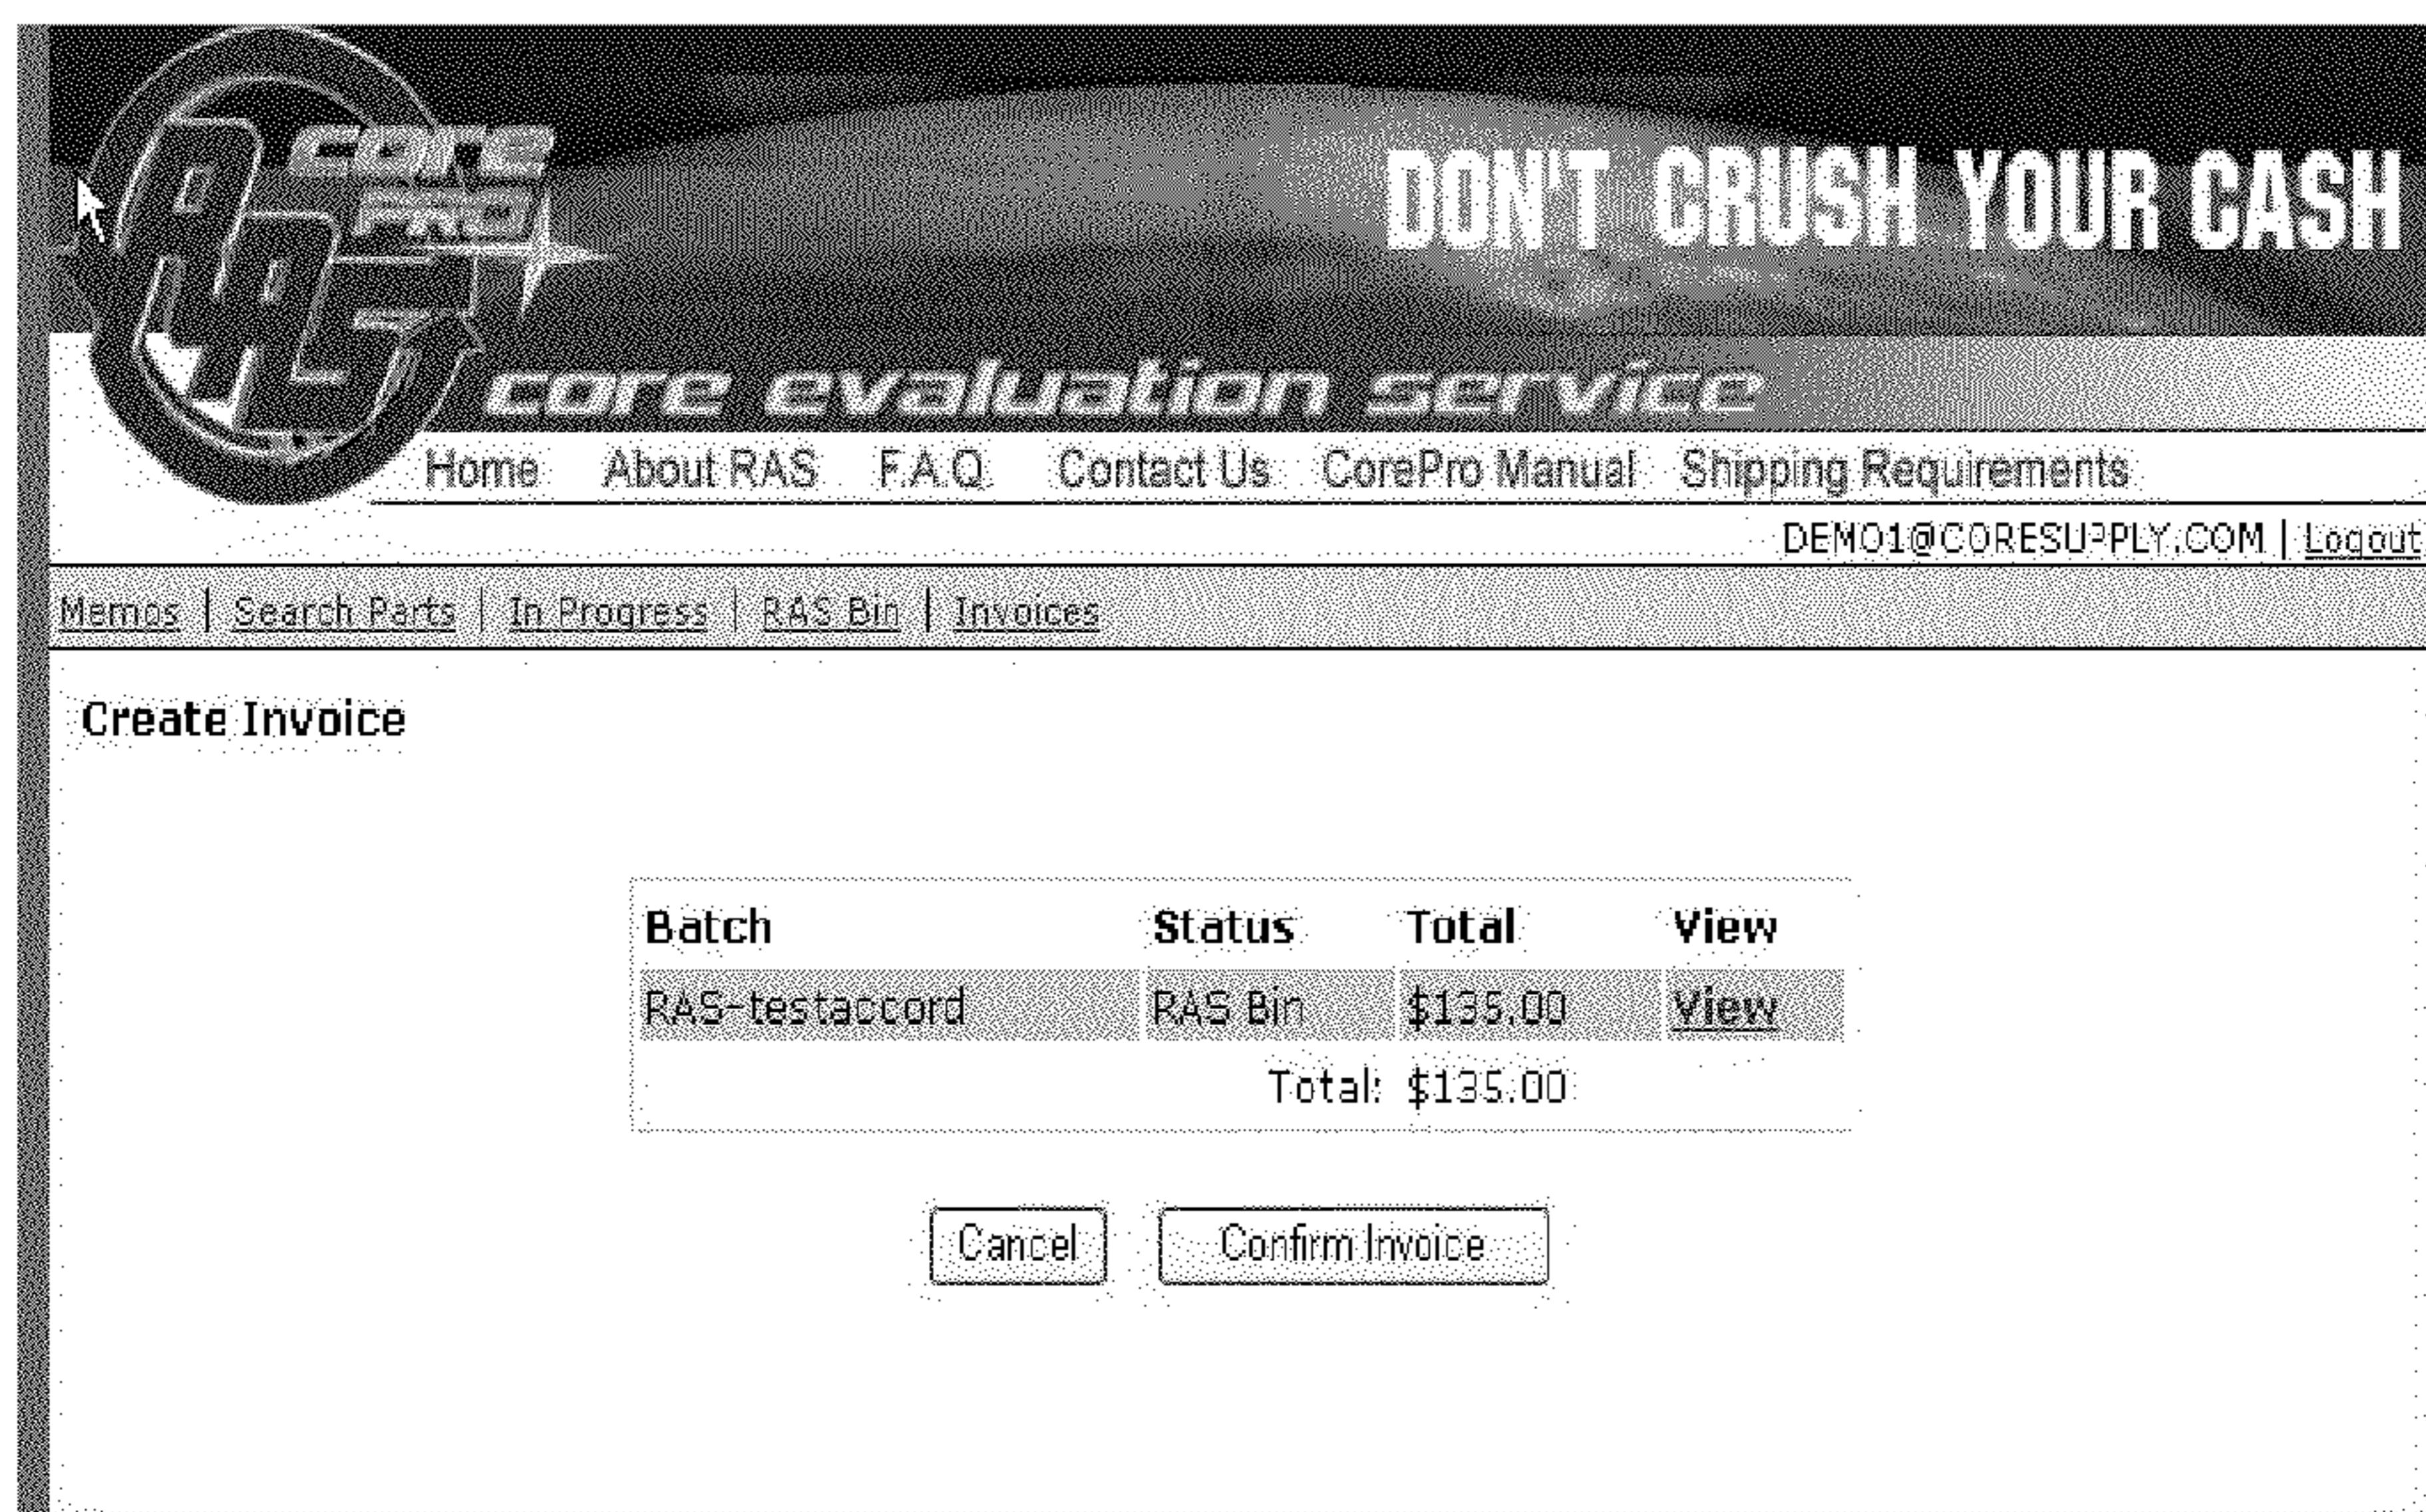 core
PRO
RAS
DON'T CRUSH YOUR CASH
core evaluation service
Home About RAS F.A.Q. Contact Us CorePro Manual Shipping Requirements
DEMO1@CORESUPPLY.COM | Logout
Memos | Search Parts | In Progress | RAS Bin | Invoices
Create Invoice
Batch Status Total View
RAS-testaccord RAS Bin $135.00 View
Total: $135.00
Cancel Confirm Invoice